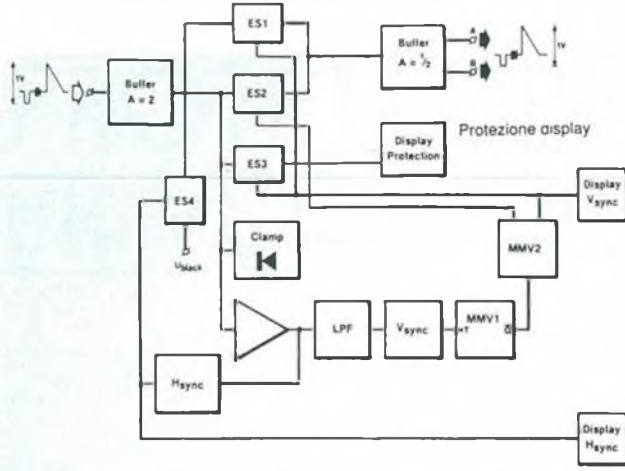 ES1
1V
Buffer
A = 2
ES2
Buffer
A = 1/2
A
B
1V
Display
Protection
Protezione display
ES3
ES4
Ublack
Clamp
Display
Vsync
MMV2
LPF
Vsync
MMV1
+T
Q̅
Hsync
Display
Hsync